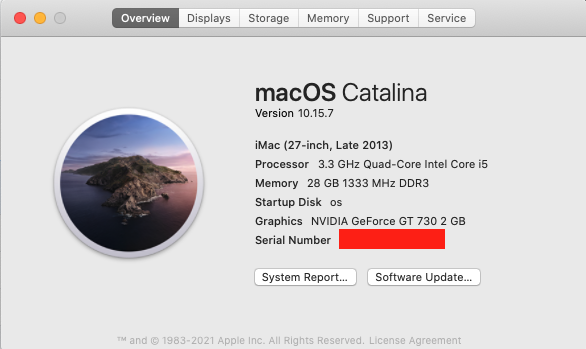 Overview Displays Storage Memory Support Service
macOS Catalina
Version 10.15.7
iMac (27-inch, Late 2013)
Processor 3.3 GHz Quad-Core Intel Core i5
Memory 28 GB 1333 MHz DDR3
Startup Disk os
Graphics NVIDIA GeForce GT 730 2 GB
Serial Number
System Report... Software Update...
™ and © 1983-2021 Apple Inc. All Rights Reserved. License Agreement